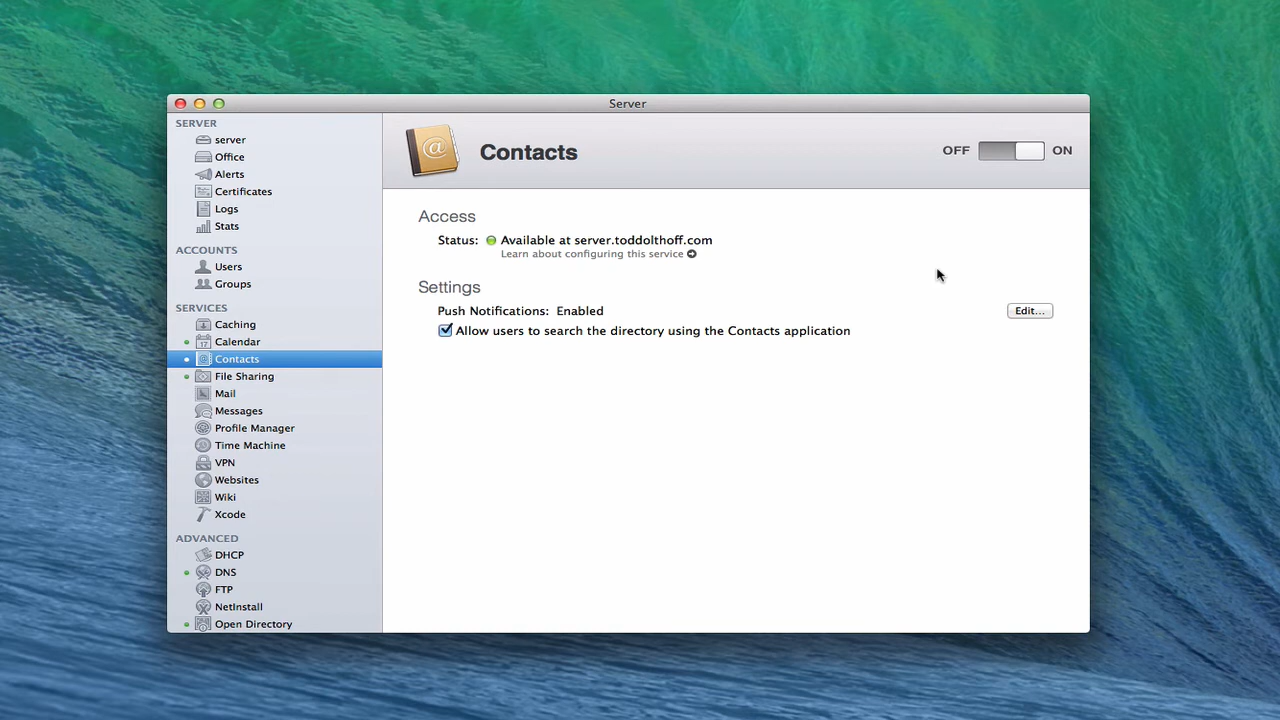 Server
SERVER
server
Office
Alerts
Certificates
Logs
Stats
ACCOUNTS
Users
Groups
SERVICES
Caching
17 Calendar
@ Contacts
File Sharing
Mail
Messages
Profile Manager
Time Machine
VPN
Websites
Wiki
Xcode
ADVANCED
DHCP
DNS
FTP
NetInstall
Open Directory
@ Contacts
OFF ON
Access
Status: Available at server.toddolthoff.com
Learn about configuring this service
Settings
Push Notifications: Enabled Edit...
Allow users to search the directory using the Contacts application